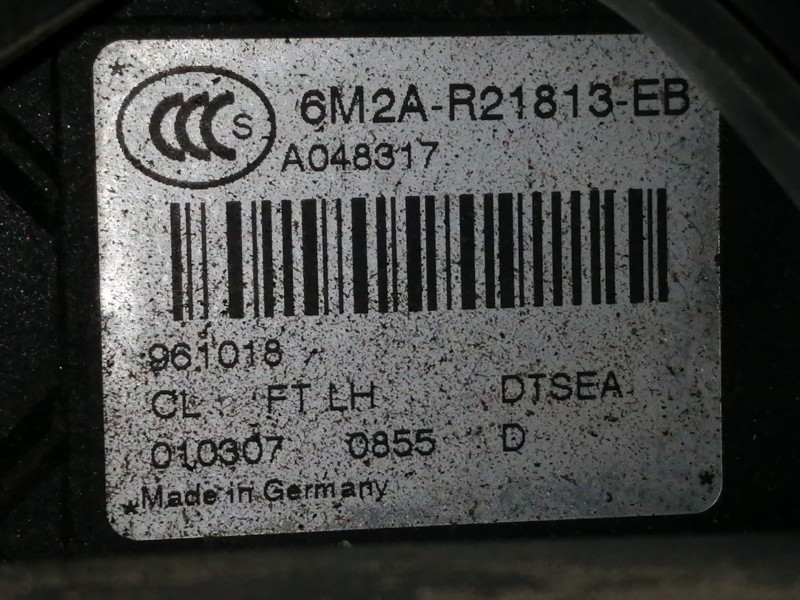 CCC S 6M2A-R21813-EB
A048317
961018
CL FT LH DTSEA
010307 0855 D
*Made in Germany *